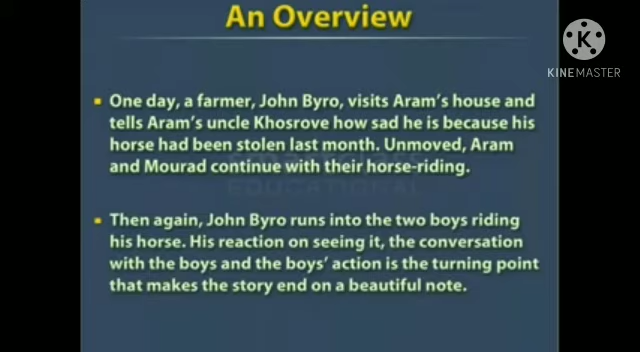 An Overview
K
KINEMASTER
One day, a farmer, John Byro, visits Aram's house and
tells Aram's uncle Khosrove how sad he is because his
horse had been stolen last month. Unmoved, Aram
and Mourad continue with their horse-riding.
EDUCATIONAL
Then again, John Byro runs into the two boys riding
his horse. His reaction on seeing it, the conversation
with the boys and the boys' action is the turning point
that makes the story end on a beautiful note.